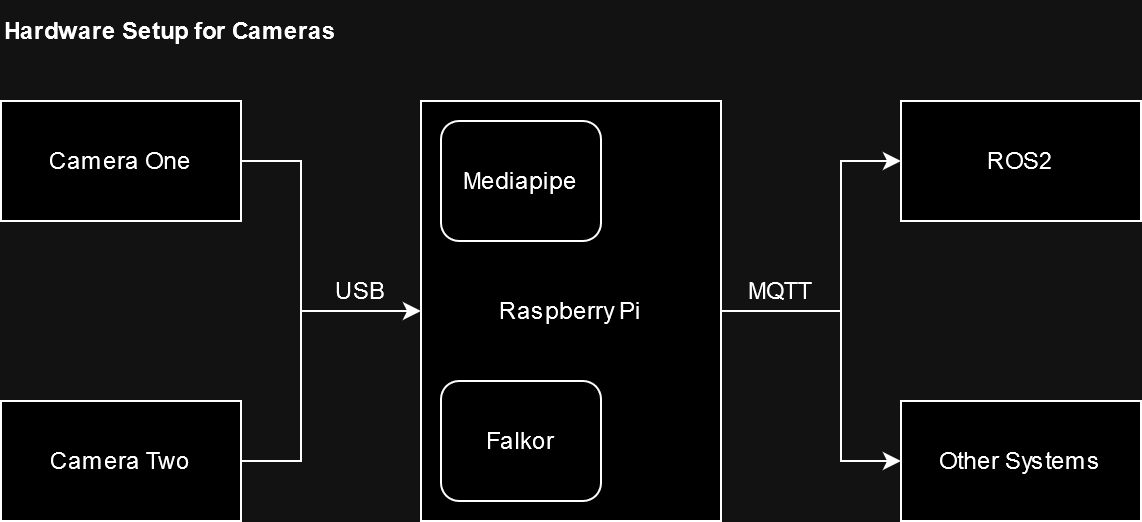 Hardware Setup for Cameras
Camera One
Mediapipe
ROS2
USB
MQTT
Raspberry Pi
Camera Two
Falkor
Other Systems